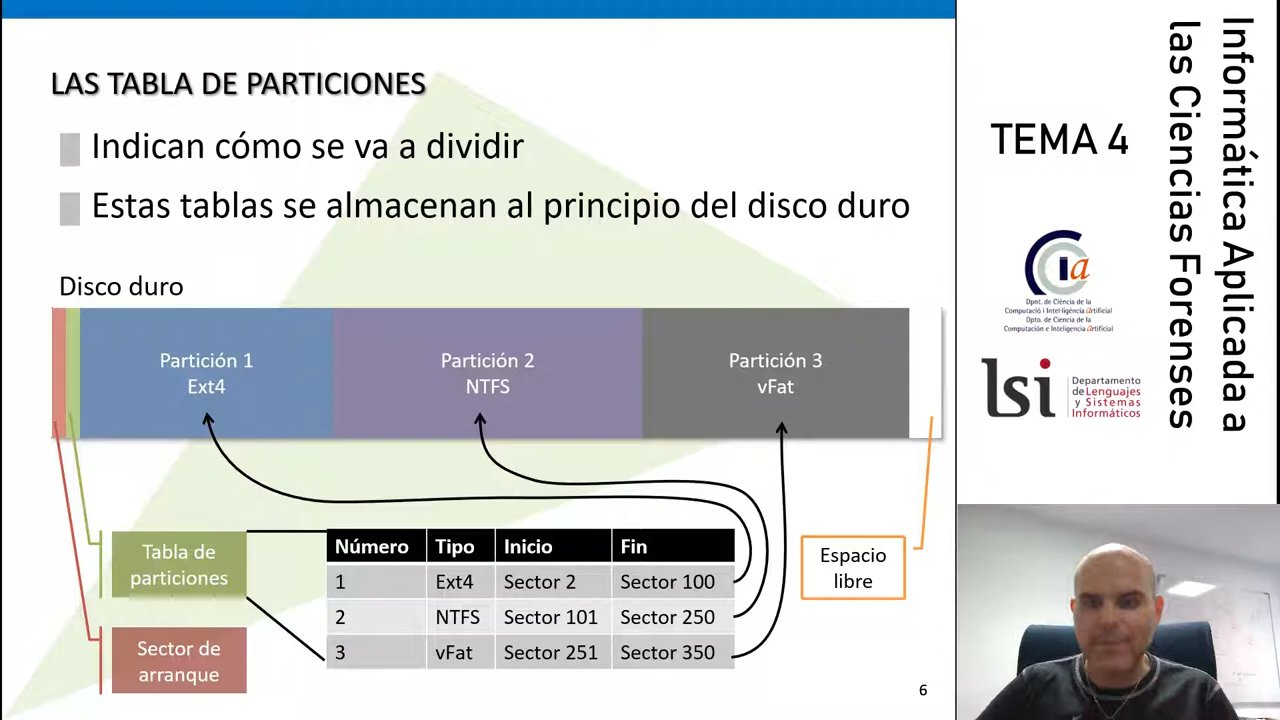 LAS TABLA DE PARTICIONES
Indican cómo se va a dividir
Estas tablas se almacenan al principio del disco duro
Disco duro
Partición 1
Ext4
Partición 2
NTFS
Partición 3
vFat
Tabla de
particiones
Sector de
arranque
Número Tipo Inicio Fin
1 Ext4 Sector 2 Sector 100
2 NTFS Sector 101 Sector 250
3 vFat Sector 251 Sector 350
Espacio
libre
6
TEMA 4
Informática Aplicada a
las Ciencias Forenses
Cia
Dpnt. de Ciència de la
Computació i Intel·ligència artificial
Dpto. de Ciencia de la
Computación e Inteligencia artificial
lsi
Departamento
de Lenguajes
y Sistemas
Informáticos